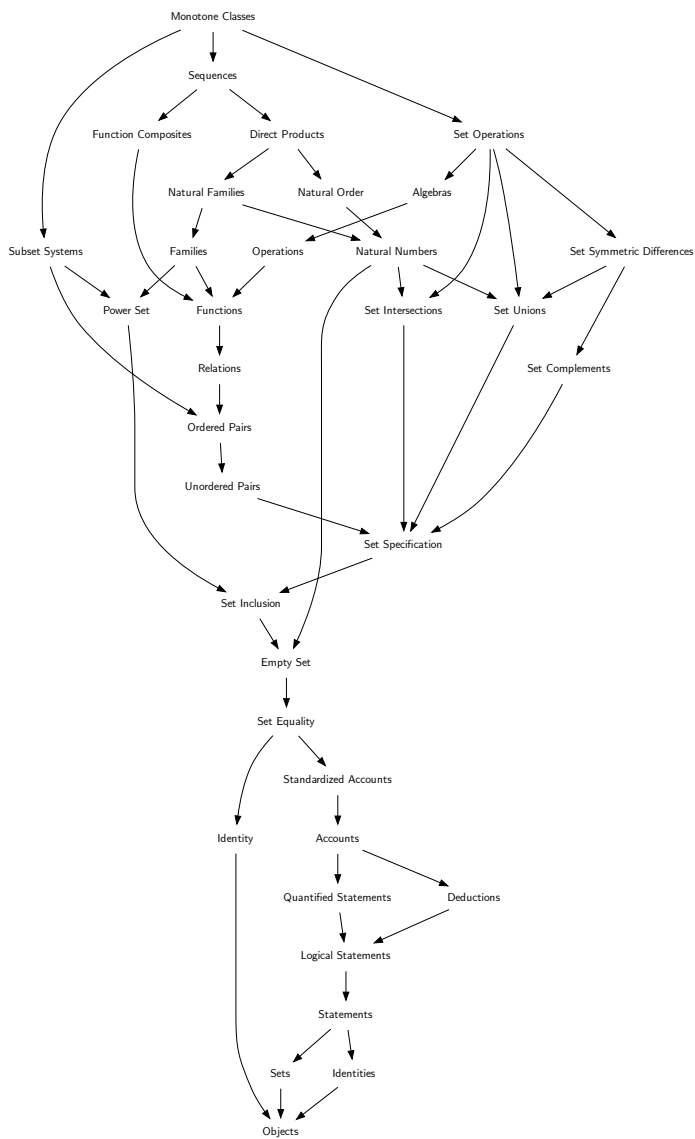 Monotone Classes
Sequences
Function Composites
Direct Products
Set Operations
Natural Families
Natural Order
Algebras
Subset Systems
Families
Operations
Natural Numbers
Set Symmetric Differences
Power Set
Functions
Set Intersections
Set Unions
Relations
Set Complements
Ordered Pairs
Unordered Pairs
Set Specification
Set Inclusion
Empty Set
Set Equality
Standardized Accounts
Identity
Accounts
Quantified Statements
Deductions
Logical Statements
Statements
Sets
Identities
Objects